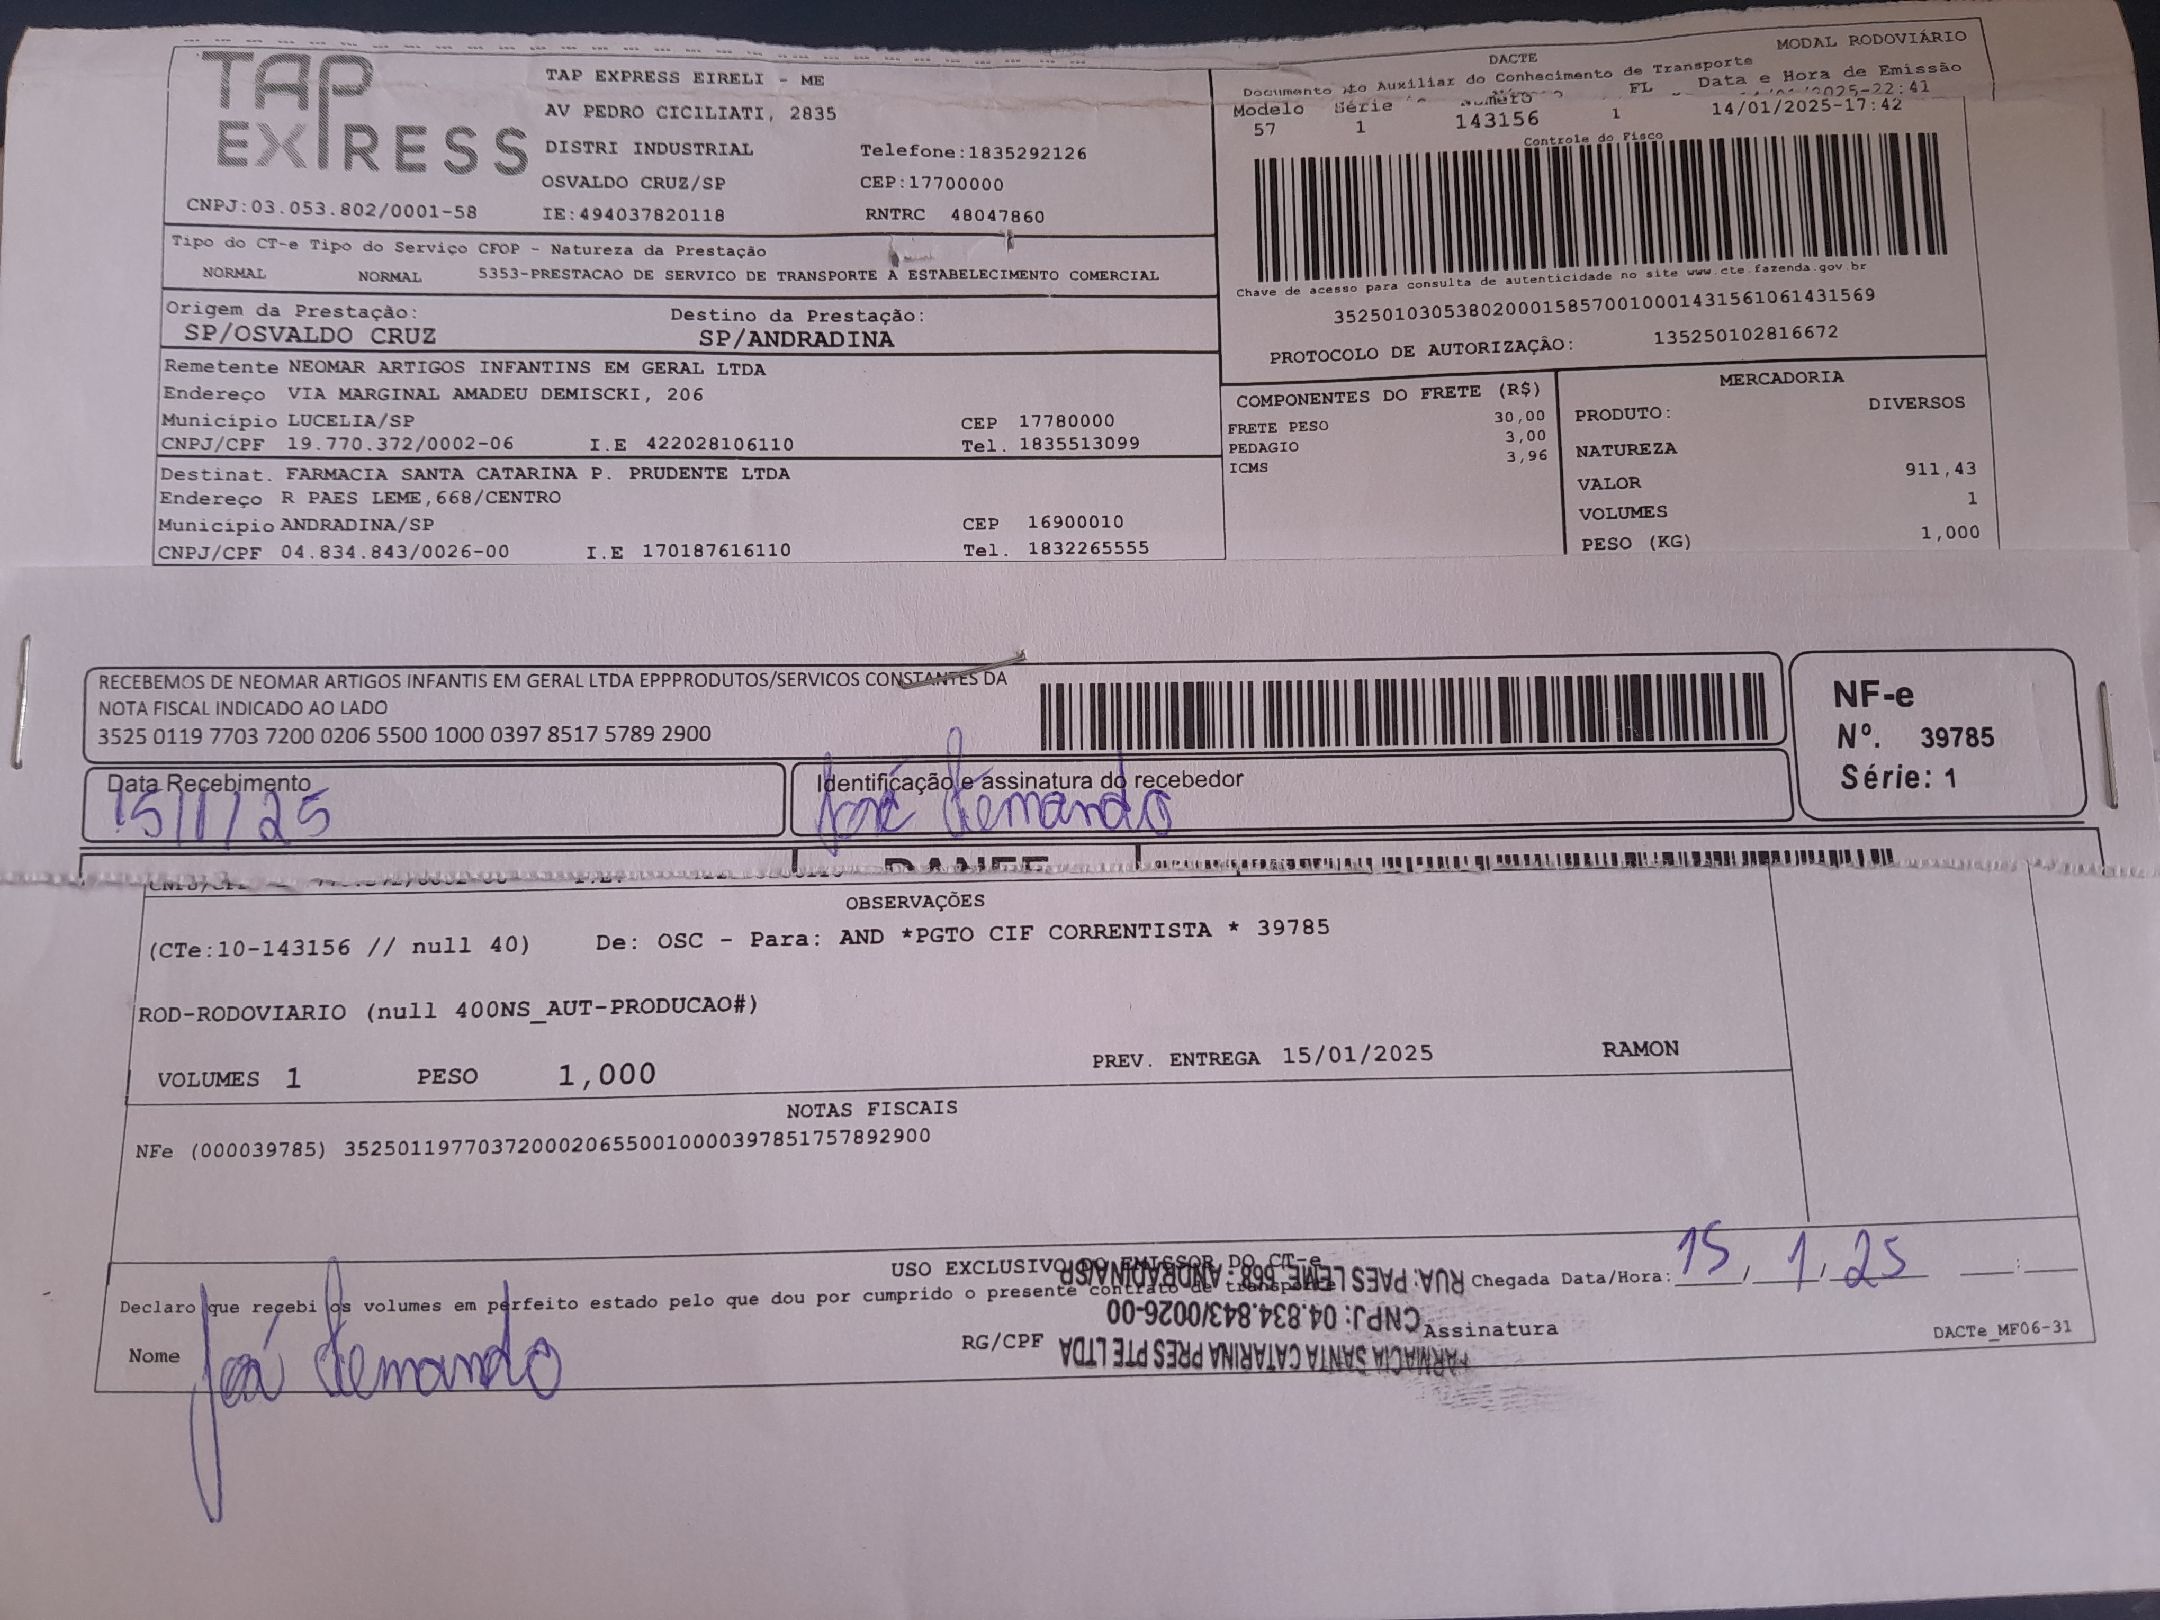 TAP EXPRESS
TAP EXPRESS EIRELI - ME
AV PEDRO CICILIATI, 2835
DISTRI INDUSTRIAL Telefone:1835292126
OSVALDO CRUZ/SP CEP:17700000
CNPJ:03.053.802/0001-58 IE:494037820118 RNTRC 48047860
DACTE MODAL RODOVIÁRIO
Documento Auxiliar do Conhecimento de Transporte
FL Data e Hora de Emissão
2025-22:41
Modelo Série Número
57 1 143156 1 14/01/2025-17:42
Controle do Fisco
Chave de acesso para consulta de autenticidade no site www.cte.fazenda.gov.br
35250103053802000158570010001431561061431569
PROTOCOLO DE AUTORIZAÇÃO: 135250102816672
Tipo do CT-e Tipo do Serviço CFOP - Natureza da Prestação
NORMAL NORMAL 5353-PRESTACAO DE SERVICO DE TRANSPORTE A ESTABELECIMENTO COMERCIAL
Origem da Prestação: Destino da Prestação:
SP/OSVALDO CRUZ SP/ANDRADINA
Remetente NEOMAR ARTIGOS INFANTINS EM GERAL LTDA
Endereço VIA MARGINAL AMADEU DEMISCKI, 206
Município LUCELIA/SP CEP 17780000
CNPJ/CPF 19.770.372/0002-06 I.E 422028106110 Tel. 1835513099
Destinat. FARMACIA SANTA CATARINA P. PRUDENTE LTDA
Endereço R PAES LEME,668/CENTRO
Município ANDRADINA/SP CEP 16900010
CNPJ/CPF 04.834.843/0026-00 I.E 170187616110 Tel. 1832265555
COMPONENTES DO FRETE (R$)
FRETE PESO 30,00
PEDAGIO 3,00
ICMS 3,96
MERCADORIA
PRODUTO: DIVERSOS
NATUREZA
VALOR 911,43
VOLUMES 1
PESO (KG) 1,000
RECEBEMOS DE NEOMAR ARTIGOS INFANTIS EM GERAL LTDA EPPPRODUTOS/SERVICOS CONSTANTES DA
NOTA FISCAL INDICADO AO LADO
3525 0119 7703 7200 0206 5500 1000 0397 8517 5789 2900
NF-e
Nº. 39785
Série: 1
Data Recebimento
15/1/25
Identificação e assinatura do recebedor
José Fernando
DANFE
OBSERVAÇÕES
(CTe:10-143156 // null 40) De: OSC - Para: AND *PGTO CIF CORRENTISTA * 39785
ROD-RODOVIARIO (null 400NS_AUT-PRODUCAO#)
VOLUMES 1 PESO 1,000 PREV. ENTREGA 15/01/2025 RAMON
NOTAS FISCAIS
NFe (000039785) 35250119770372000206550010000397851757892900
USO EXCLUSIVO DO EMISSOR DO CT-e
Declaro que recebi os volumes em perfeito estado pelo que dou por cumprido o presente contrato de transporte
Chegada Data/Hora: 15/1/25 :
Nome José Fernando RG/CPF Assinatura
FARMACIA SANTA CATARINA PRES PTE LTDA
CNPJ: 04.834.843/0026-00
RUA: PAES LEME, 668 - ANDRADINA/SP
DACTe_MF06-31